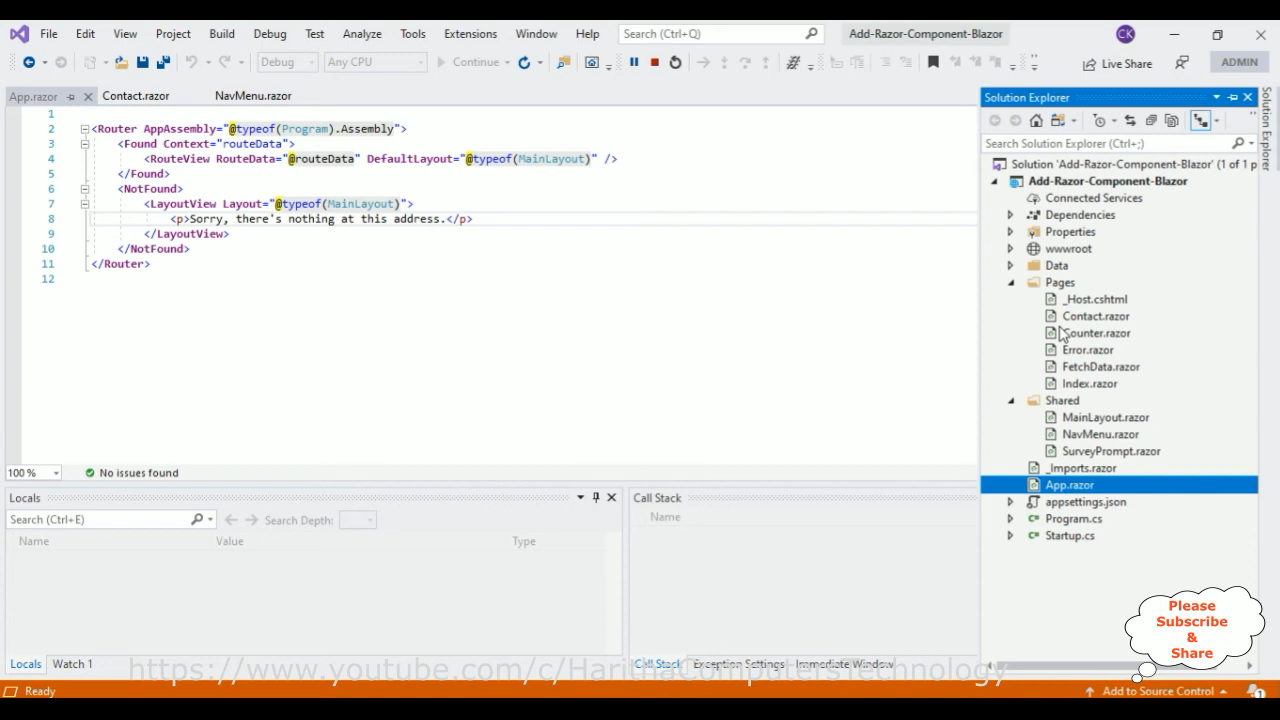 File Edit View Project Build Debug Test Analyze Tools Extensions Window Help Search (Ctrl+Q) Add-Razor-Component-Blazor CK
Debug Any CPU Continue Live Share ADMIN
App.razor Contact.razor NavMenu.razor
1
2 <Router AppAssembly="@typeof(Program).Assembly">
3 <Found Context="routeData">
4 <RouteView RouteData="@routeData" DefaultLayout="@typeof(MainLayout)" />
5 </Found>
6 <NotFound>
7 <LayoutView Layout="@typeof(MainLayout)">
8 <p>Sorry, there's nothing at this address.</p>
9 </LayoutView>
10 </NotFound>
11 </Router>
12
100 % No issues found
Locals
Search (Ctrl+E) Search Depth:
Name Value Type
Locals Watch 1
Call Stack
Name
Call Stack Exception Settings Immediate Window
Solution Explorer
Search Solution Explorer (Ctrl+;)
Solution 'Add-Razor-Component-Blazor' (1 of 1 p
Add-Razor-Component-Blazor
Connected Services
Dependencies
Properties
wwwroot
Data
Pages
_Host.cshtml
Contact.razor
Counter.razor
Error.razor
FetchData.razor
Index.razor
Shared
MainLayout.razor
NavMenu.razor
SurveyPrompt.razor
_Imports.razor
App.razor
appsettings.json
C# Program.cs
C# Startup.cs
Solution Explorer
Please
Subscribe
&
Share
https://www.youtube.com/c/HarithaComputersTechnology
Ready Add to Source Control 1